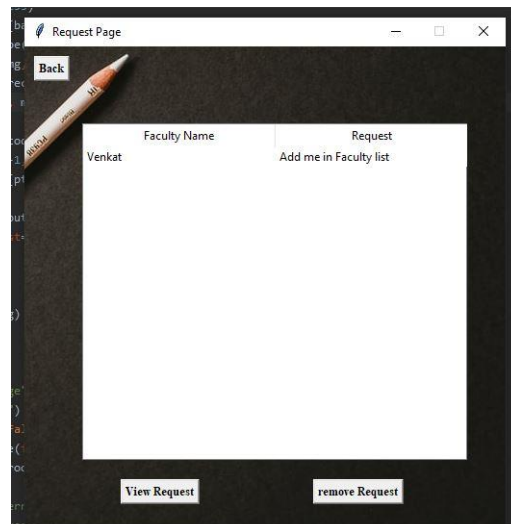 Request Page
Back
Faculty Name Request
Venkat Add me in Faculty list
View Request remove Request